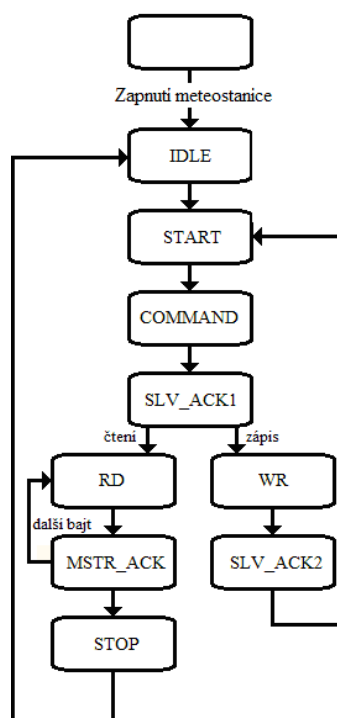 Zapnutí meteostanice
IDLE
START
COMMAND
SLV_ACK1
čtení
zápis
RD
WR
další bajt
MSTR_ACK
SLV_ACK2
STOP